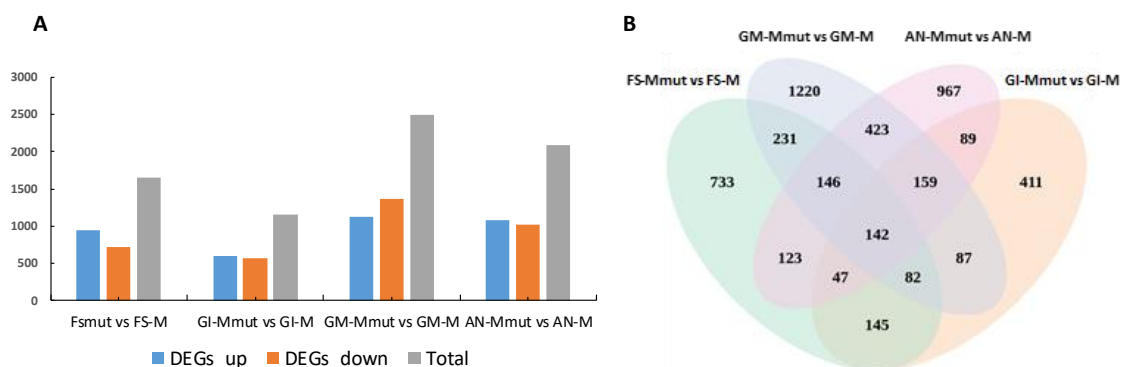 A
3000
2500
2000
1500
1000
500
0
Fsmut vs FS-M GI-Mmut vs GI-M GM-Mmut vs GM-M AN-Mmut vs AN-M
DEGs up DEGs down Total
B
GM-Mmut vs GM-M AN-Mmut vs AN-M
FS-Mmut vs FS-M GI-Mmut vs GI-M
1220 967
231 423 89
733 146 159 411
142
123 47 82 87
145